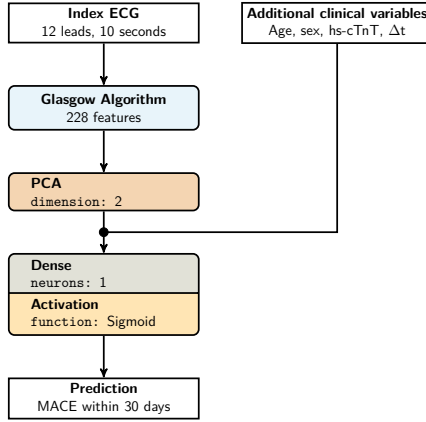 Index ECG
12 leads, 10 seconds
Additional clinical variables
Age, sex, hs-cTnT, Δt
Glasgow Algorithm
228 features
PCA
dimension: 2
Dense
neurons: 1
Activation
function: Sigmoid
Prediction
MACE within 30 days